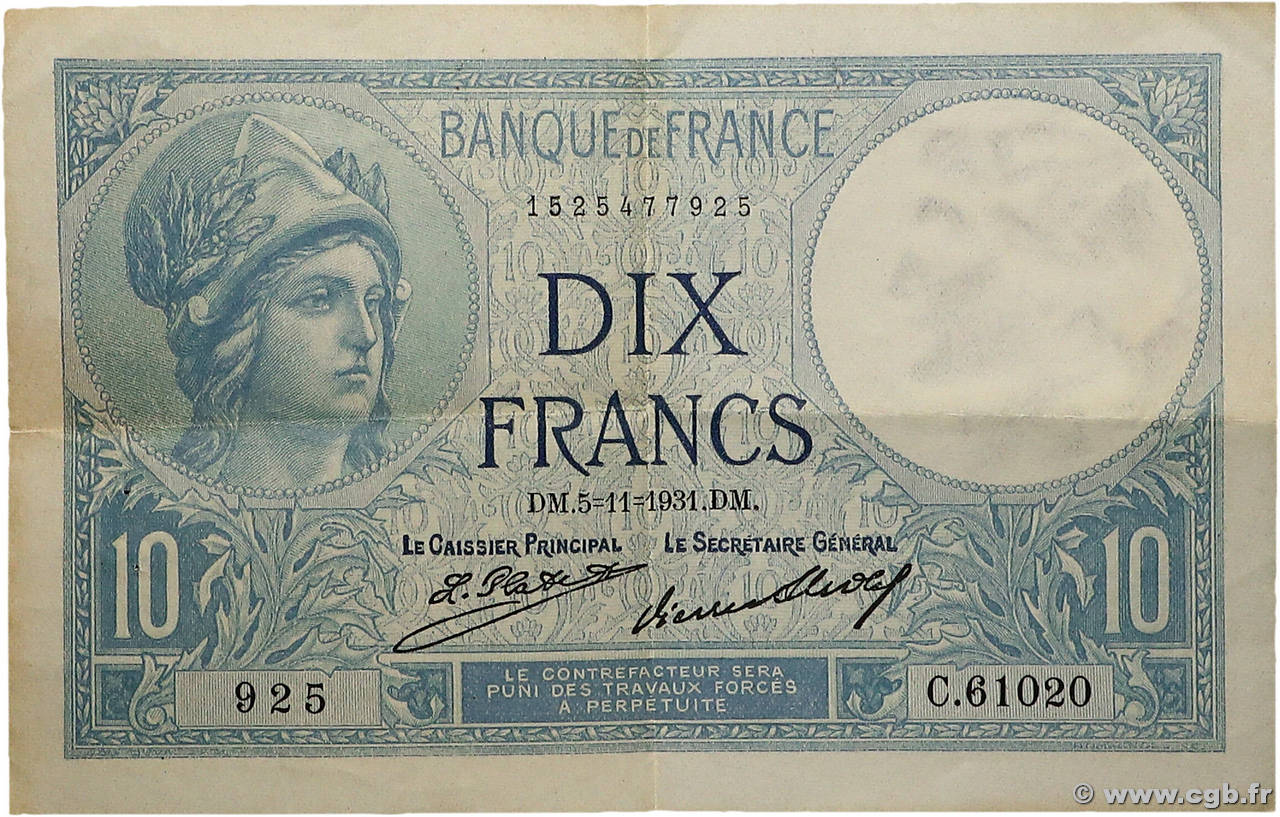 BANQUE DE FRANCE
1525477925
DIX
FRANCS
DM.5=11=1931.DM.
LE CAISSIER PRINCIPAL LE SECRÉTAIRE GÉNÉRAL
10 10
LE CONTREFACTEUR SERA
PUNI DES TRAVAUX FORCÉS
À PERPÉTUITÉ
925 C.61020
© www.cgb.fr